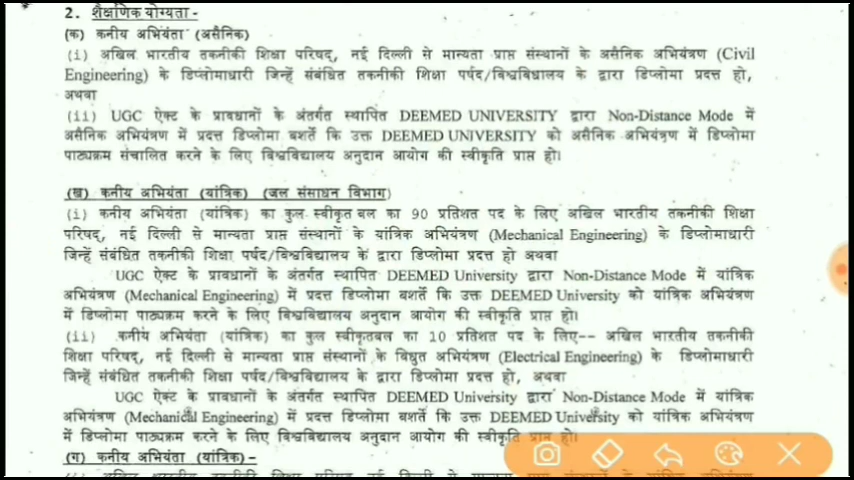 2. शैक्षणिक योग्यता -
(क) कनीय अभियंता (असैनिक)
(i) अखिल भारतीय तकनीकी शिक्षा परिषद्, नई दिल्ली से मान्यता प्राप्त संस्थानों के असैनिक अभियंत्रण (Civil
Engineering) के डिप्लोमाधारी जिन्हें संबंधित तकनीकी शिक्षा पर्षद/विश्वविद्यालय के द्वारा डिप्लोमा प्रदत्त हो,
अथवा
(ii) UGC ऐक्ट के प्रावधानों के अंतर्गत स्थापित DEEMED UNIVERSITY द्वारा Non-Distance Mode में
असैनिक अभियंत्रण में प्रदत्त डिप्लोमा बशर्ते कि उक्त DEEMED UNIVERSITY को असैनिक अभियंत्रण में डिप्लोमा
पाठ्यक्रम संचालित करने के लिए विश्वविद्यालय अनुदान आयोग की स्वीकृति प्राप्त हो।
(ख) कनीय अभियंता (यांत्रिक) (जल संसाधन विभाग)
(i) कनीय अभियंता (यांत्रिक) का कुल स्वीकृत बल का 90 प्रतिशत पद के लिए अखिल भारतीय तकनीकी शिक्षा
परिषद्, नई दिल्ली से मान्यता प्राप्त संस्थानों के यांत्रिक अभियंत्रण (Mechanical Engineering) के डिप्लोमाधारी
जिन्हें संबंधित तकनीकी शिक्षा पर्षद/विश्वविद्यालय के द्वारा डिप्लोमा प्रदत्त हो अथवा
UGC ऐक्ट के प्रावधानों के अंतर्गत स्थापित DEEMED University द्वारा Non-Distance Mode में यांत्रिक
अभियंत्रण (Mechanical Engineering) में प्रदत्त डिप्लोमा बशर्ते कि उक्त DEEMED University को यांत्रिक अभियंत्रण
में डिप्लोमा पाठ्यक्रम करने के लिए विश्वविद्यालय अनुदान आयोग की स्वीकृति प्राप्त हो।
(ii) कनीय अभियंता (यांत्रिक) का कुल स्वीकृतबल का 10 प्रतिशत पद के लिए-- अखिल भारतीय तकनीकी
शिक्षा परिषद्, नई दिल्ली से मान्यता प्राप्त संस्थानों के विधुत अभियंत्रण (Electrical Engineering) के डिप्लोमाधारी
जिन्हें संबंधित तकनीकी शिक्षा पर्षद/विश्वविद्यालय के द्वारा डिप्लोमा प्रदत्त हो, अथवा
UGC ऐक्ट के प्रावधानों के अंतर्गत स्थापित DEEMED University द्वारा Non-Distance Mode में यांत्रिक
अभियंत्रण (Mechanical Engineering) में प्रदत्त डिप्लोमा बशर्ते कि उक्त DEEMED University को यांत्रिक अभियंत्रण
में डिप्लोमा पाठ्यक्रम करने के लिए विश्वविद्यालय अनुदान आयोग की स्वीकृति प्राप्त हो।
(ग) कनीय अभियंता (यांत्रिक)-